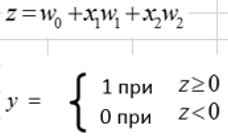 z=w₀+x₁w₁+x₂w₂
y = { 1 при z≥0
0 при z<0